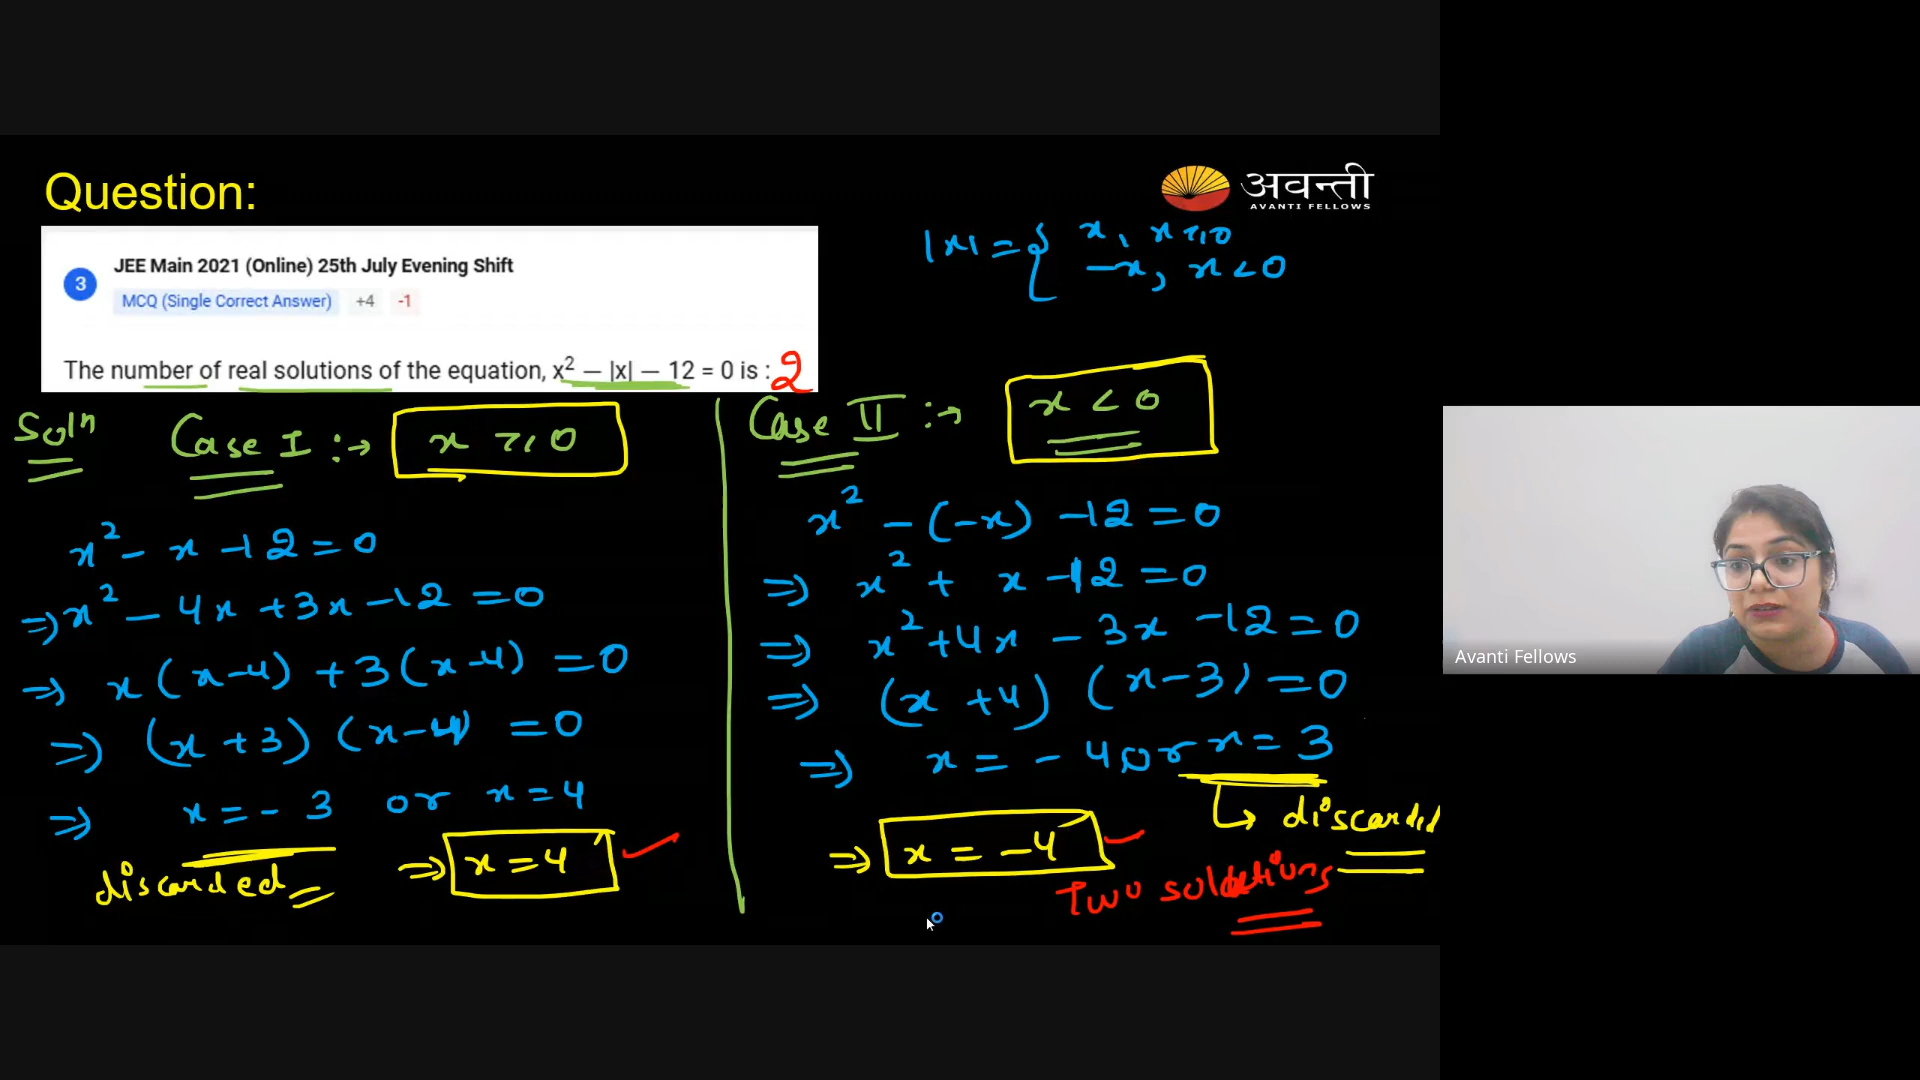 Question:
अवन्ती
AVANTI FELLOWS
|x| = { x, x ≥ 0
-x, x < 0
3
JEE Main 2021 (Online) 25th July Evening Shift
MCQ (Single Correct Answer) +4 -1
The number of real solutions of the equation, x² − |x| − 12 = 0 is : 2
Soln Case I :→ x ≥ 0
x² - x - 12 = 0
⇒ x² - 4x + 3x - 12 = 0
⇒ x(x-4) + 3(x-4) = 0
⇒ (x+3) (x-4) = 0
⇒ x = -3 or x = 4
discarded ⇒ x = 4 ✓
Case II :→ x < 0
x² - (-x) - 12 = 0
⇒ x² + x - 12 = 0
⇒ x² + 4x - 3x - 12 = 0
⇒ (x+4) (x-3) = 0
⇒ x = -4 or x = 3
↳ discarded
⇒ x = -4 ✓
Two solutions
Avanti Fellows